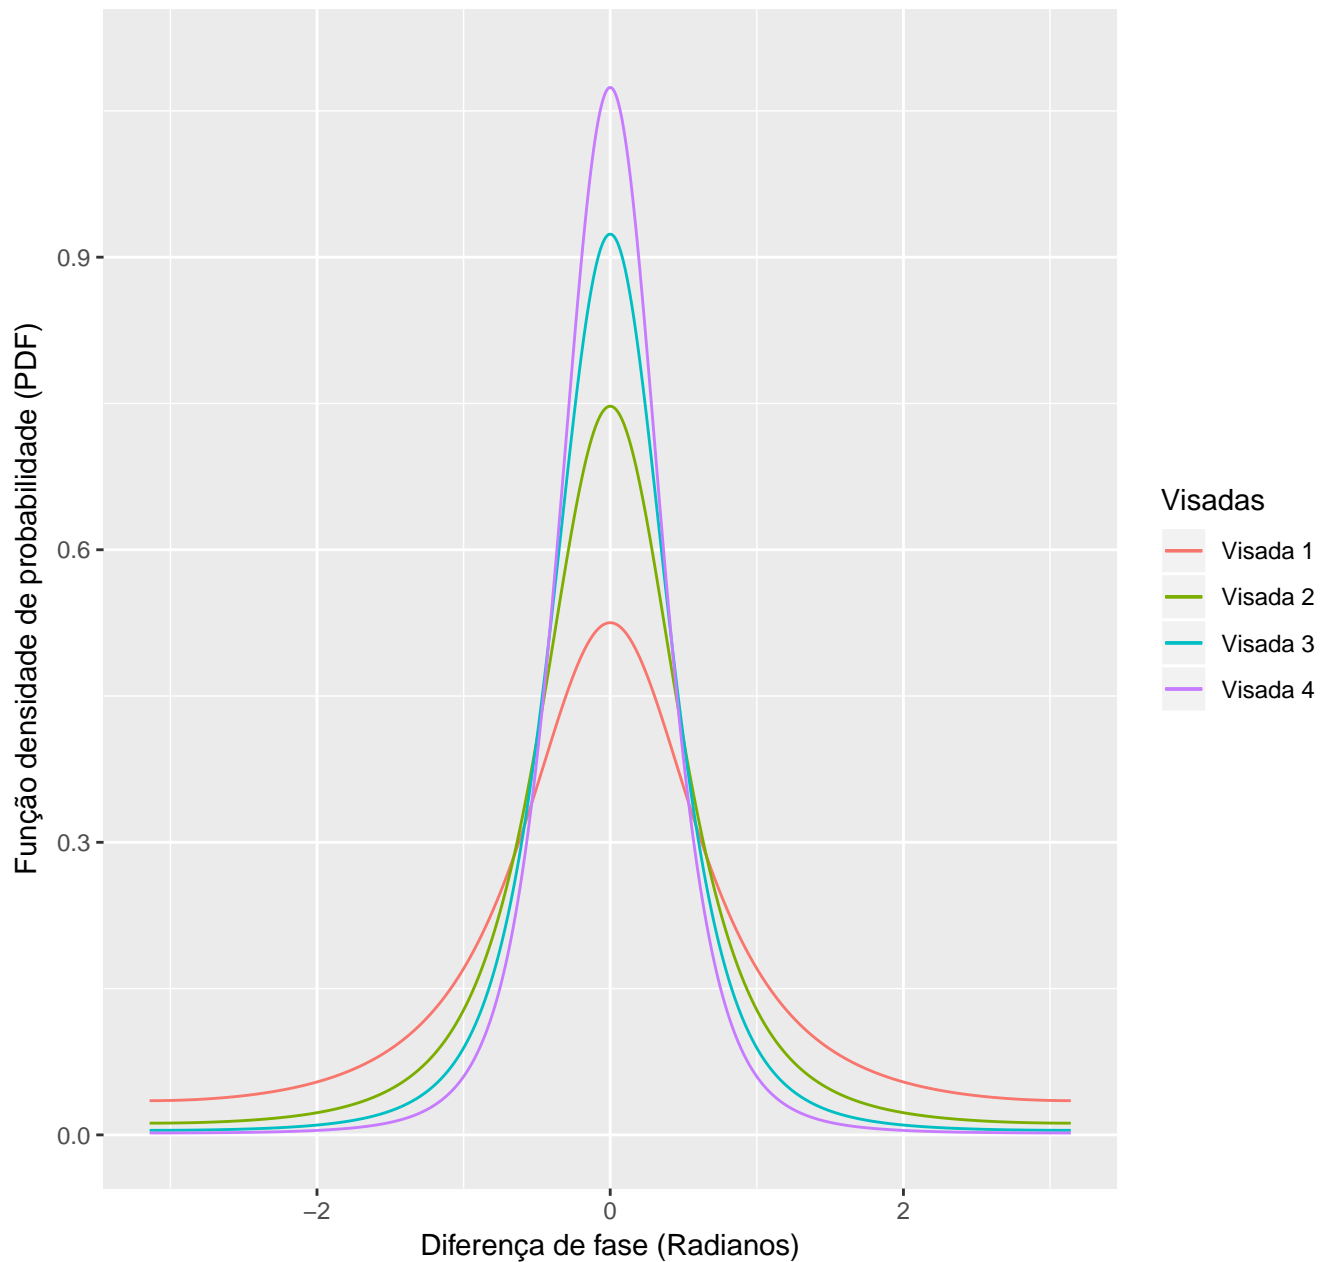 Função densidade de probabilidade (PDF)
0.9
0.6
0.3
0.0
−2
0
2
Diferença de fase (Radianos)
Visadas
Visada 1
Visada 2
Visada 3
Visada 4